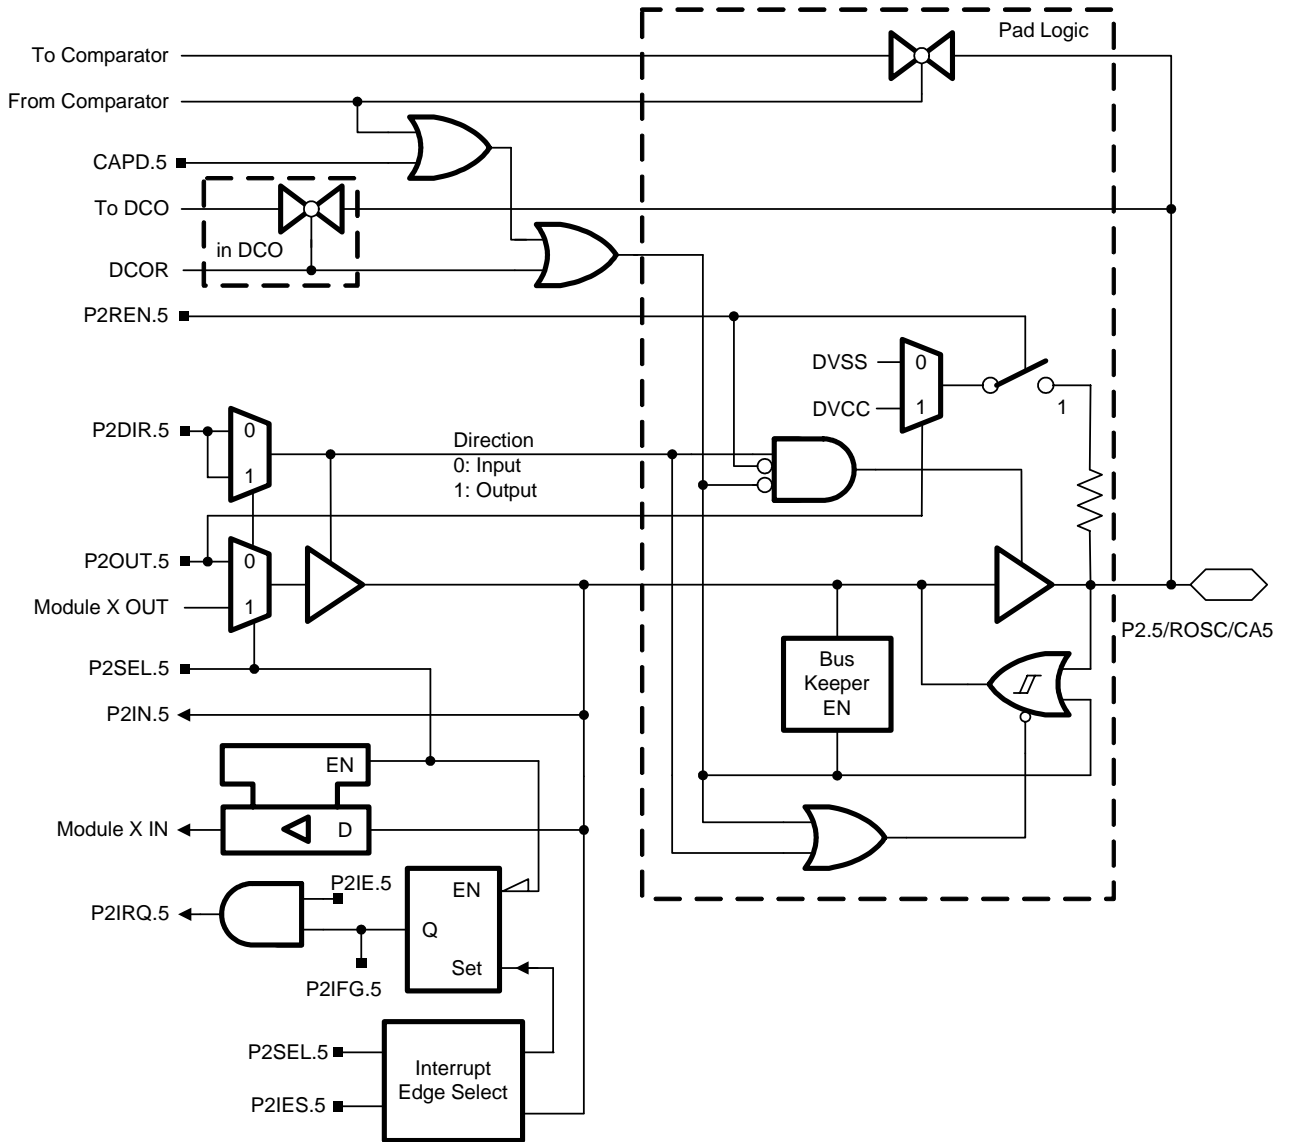 Pad Logic
To Comparator
From Comparator
CAPD.5
To DCO
in DCO
DCOR
P2REN.5
DVSS
0
DVCC
1
1
P2DIR.5
0
1
Direction
0: Input
1: Output
P2OUT.5
0
Module X OUT
1
P2.5/ROSC/CA5
P2SEL.5
Bus
Keeper
EN
P2IN.5
EN
Module X IN
D
P2IE.5
EN
P2IRQ.5
Q
Set
P2IFG.5
P2SEL.5
Interrupt
Edge Select
P2IES.5